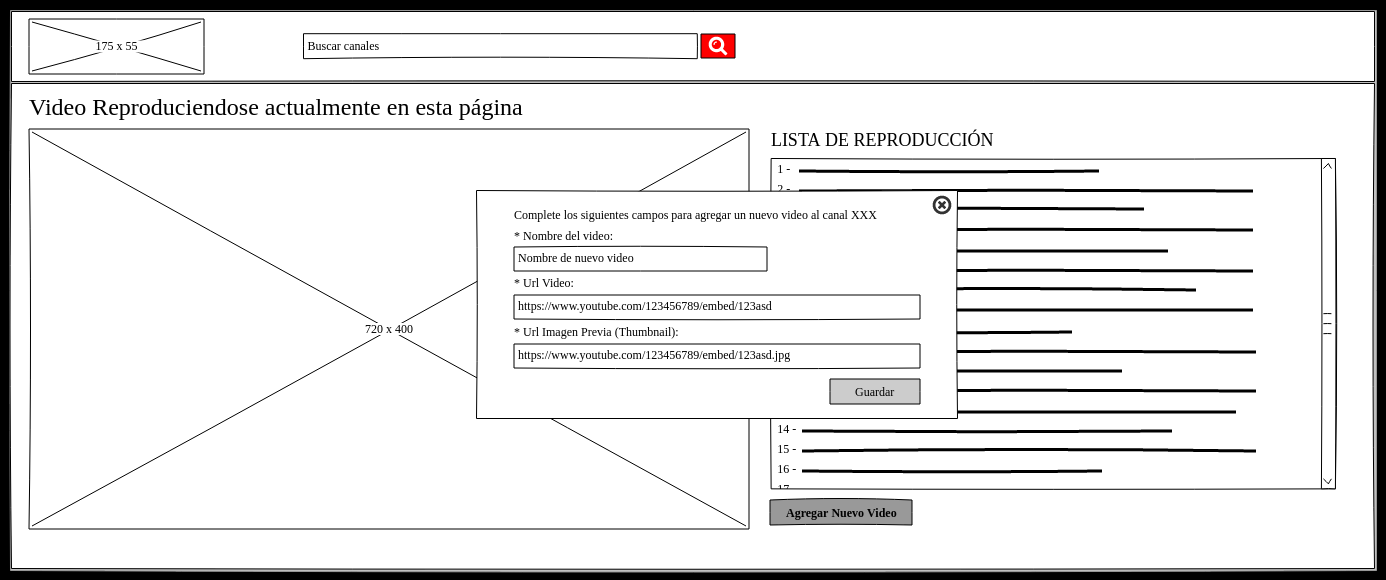 175 x 55
Buscar canales
Video Reproduciendose actualmente en esta página
LISTA DE REPRODUCCIÓN
720 x 400
1 -
2 -
Complete los siguientes campos para agregar un nuevo video al canal XXX
* Nombre del video:
Nombre de nuevo video
* Url Video:
https://www.youtube.com/123456789/embed/123asd
* Url Imagen Previa (Thumbnail):
https://www.youtube.com/123456789/embed/123asd.jpg
Guardar
14 -
15 -
16 -
17
Agregar Nuevo Video